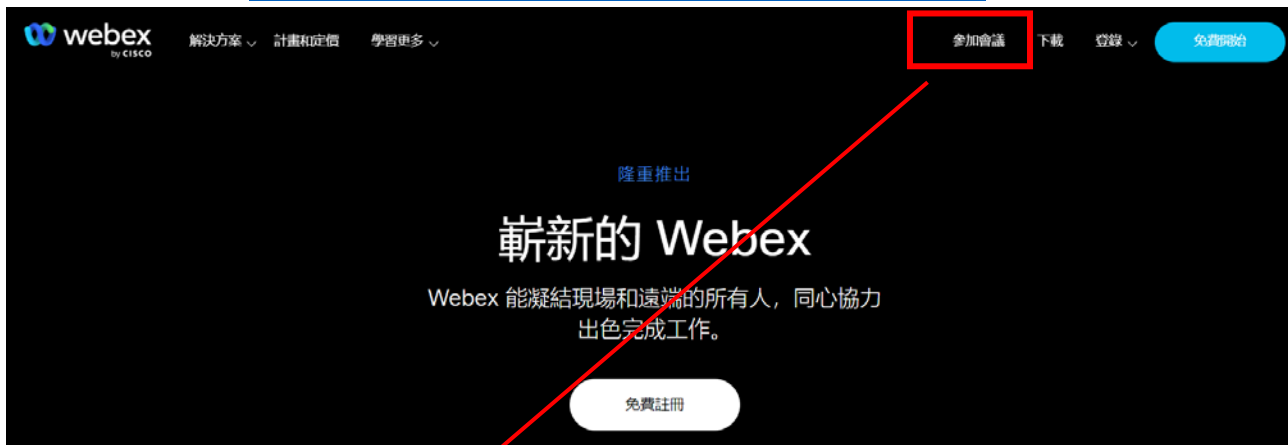 webex
by CISCO
解決方案
計畫和定價
學習更多
參加會議
下載
登錄
免費開始
隆重推出
嶄新的 Webex
Webex 能凝結現場和遠端的所有人，同心協力
出色完成工作。
免費註冊